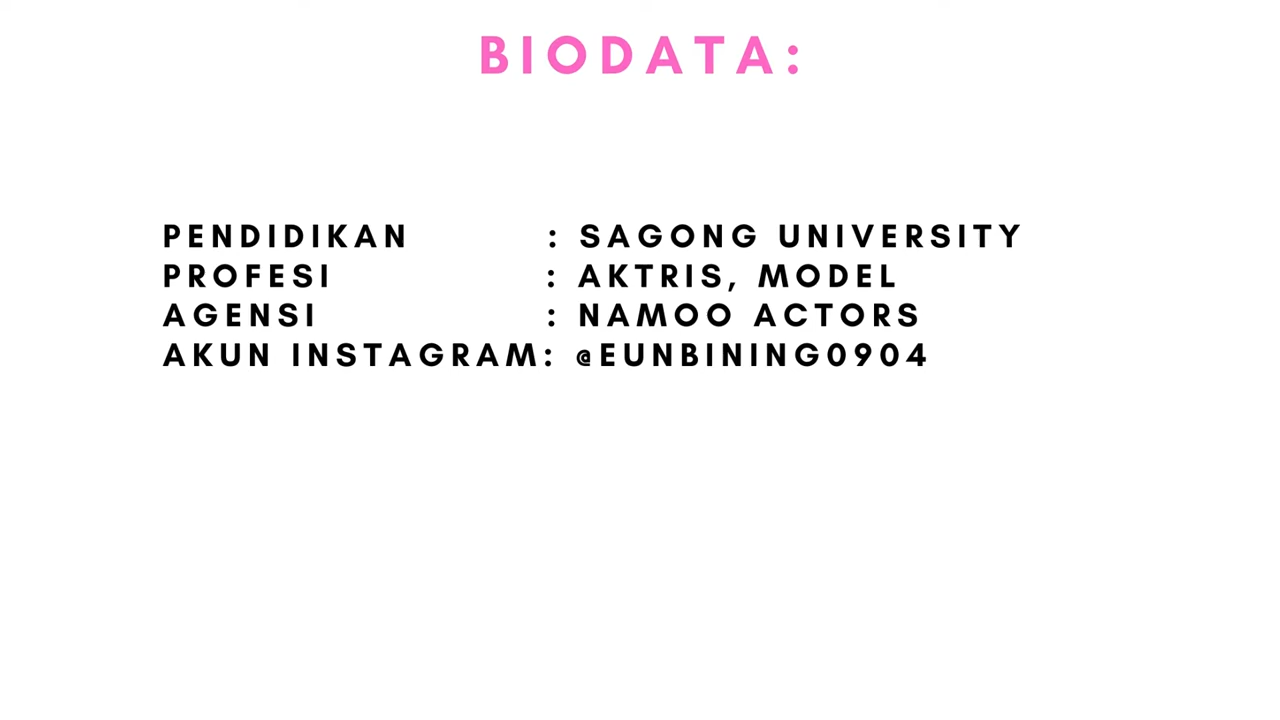 BIODATA:
PENDIDIKAN : SAGONG UNIVERSITY
PROFESI : AKTRIS, MODEL
AGENSI : NAMOO ACTORS
AKUN INSTAGRAM: @EUNBINING0904